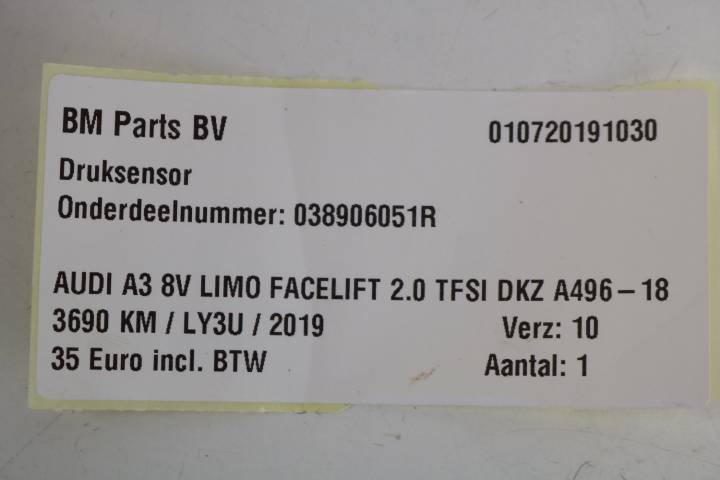 BM Parts BV 010720191030
Druksensor
Onderdeelnummer: 038906051R
AUDI A3 8V LIMO FACELIFT 2.0 TFSI DKZ A496-18
3690 KM / LY3U / 2019 Verz: 10
35 Euro incl. BTW Aantal: 1